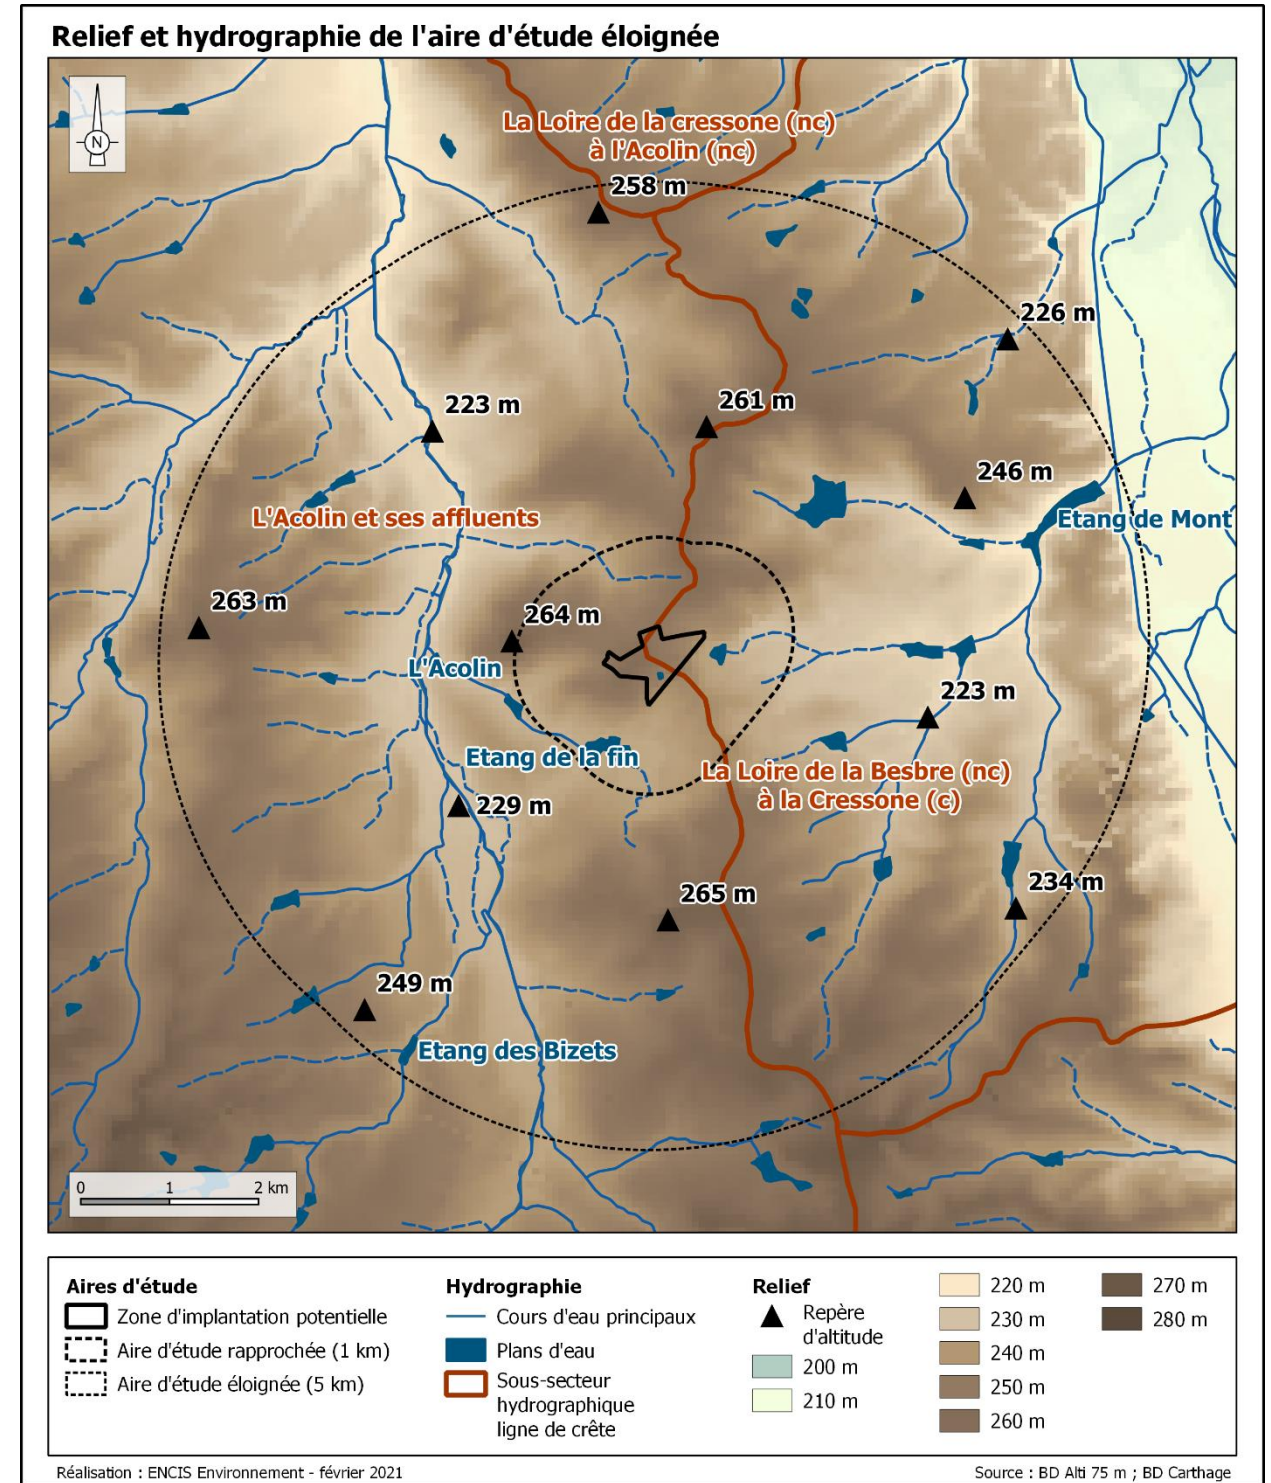 Relief et hydrographie de l'aire d'étude éloignée
N
La Loire de la cressone (nc)
à l'Acolin (nc)
258 m
226 m
223 m
261 m
246 m
L'Acolin et ses affluents
Etang de Mont
263 m
264 m
L'Acolin
223 m
Etang de la fin
La Loire de la Besbre (nc)
à la Cressone (c)
229 m
265 m
234 m
249 m
Etang des Bizets
0 1 2 km
Aires d'étude
Zone d'implantation potentielle
Aire d'étude rapprochée (1 km)
Aire d'étude éloignée (5 km)
Hydrographie
Cours d'eau principaux
Plans d'eau
Sous-secteur
hydrographique
ligne de crête
Relief
Repère
d'altitude
200 m
210 m
220 m
230 m
240 m
250 m
260 m
270 m
280 m
Réalisation : ENCIS Environnement - février 2021
Source : BD Alti 75 m ; BD Carthage